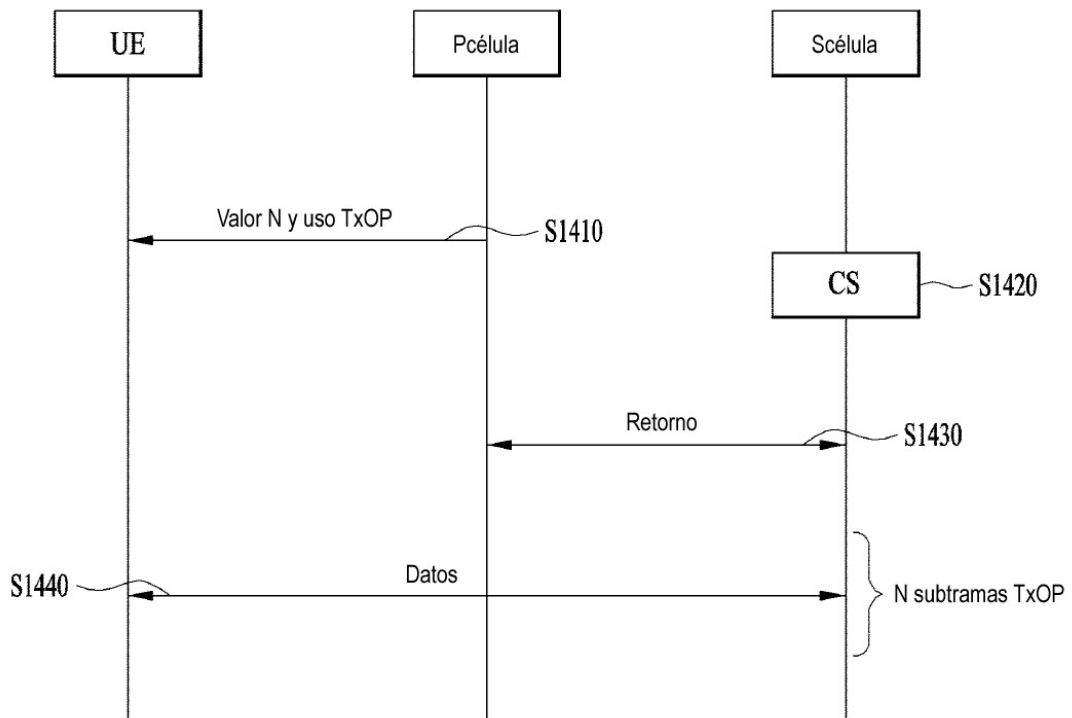 UE
Pcélula
Scélula
Valor N y uso TxOP
S1410
CS
S1420
Retorno
S1430
S1440
Datos
N subtramas TxOP